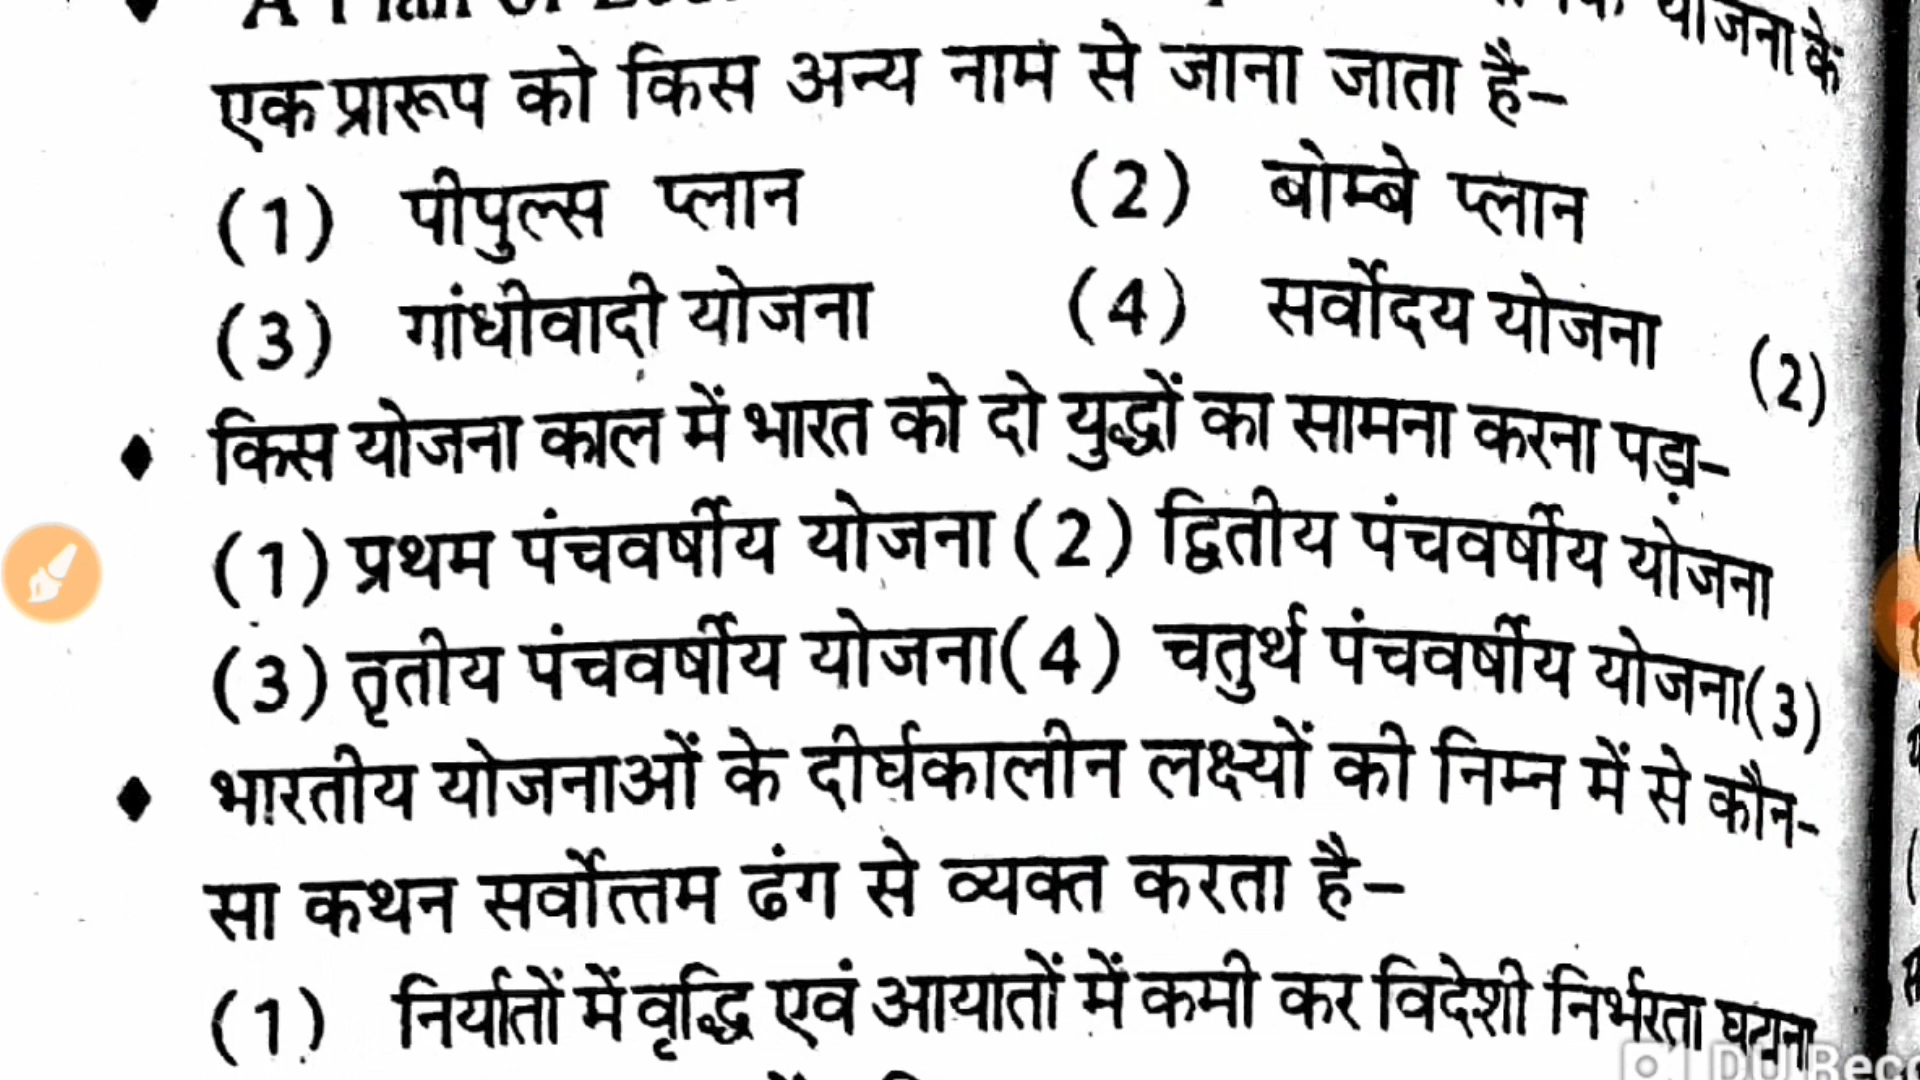 योजना के
एक प्रारूप को किस अन्य नाम से जाना जाता है–
(1) पीपुल्स प्लान (2) बोम्बे प्लान
(3) गांधीवादी योजना (4) सर्वोदय योजना (2)
♦ किस योजना काल में भारत को दो युद्धों का सामना करना पड़ा–
(1) प्रथम पंचवर्षीय योजना (2) द्वितीय पंचवर्षीय योजना
(3) तृतीय पंचवर्षीय योजना (4) चतुर्थ पंचवर्षीय योजना (3)
♦ भारतीय योजनाओं के दीर्घकालीन लक्ष्यों की निम्न में से कौन-
सा कथन सर्वोत्तम ढंग से व्यक्त करता है–
(1) निर्यातों में वृद्धि एवं आयातों में कमी कर विदेशी निर्भरता घटाना